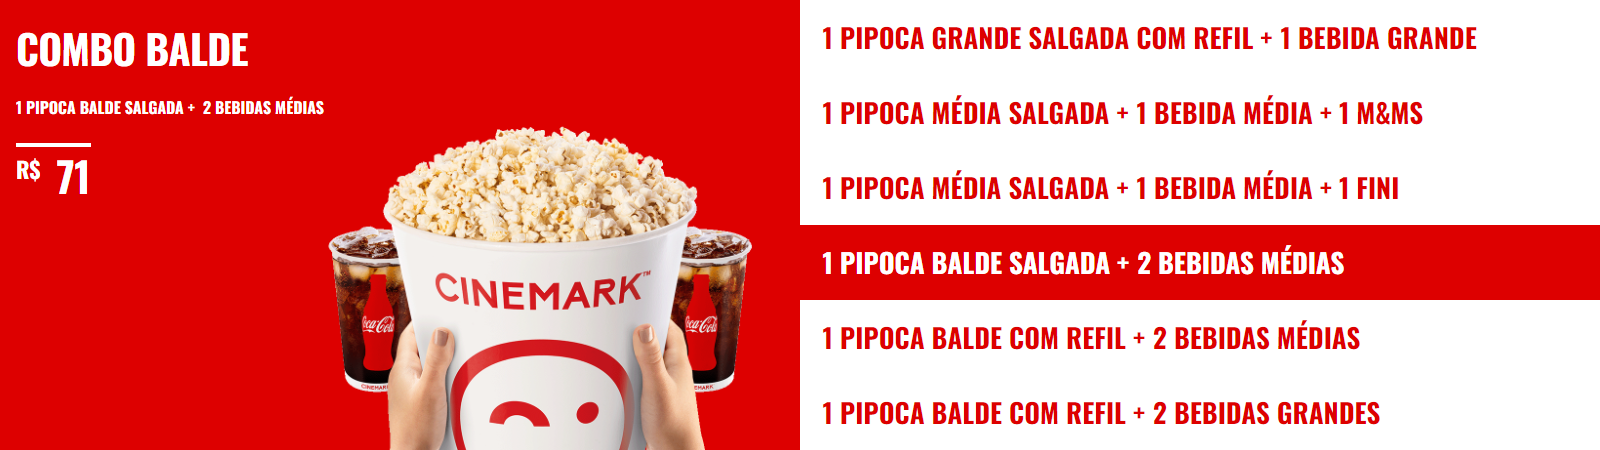 COMBO BALDE
1 PIPOCA BALDE SALGADA + 2 BEBIDAS MÉDIAS
R$ 71
CINEMARK™
Coca-Cola
CINEMARK
1 PIPOCA GRANDE SALGADA COM REFIL + 1 BEBIDA GRANDE
1 PIPOCA MÉDIA SALGADA + 1 BEBIDA MÉDIA + 1 M&MS
1 PIPOCA MÉDIA SALGADA + 1 BEBIDA MÉDIA + 1 FINI
1 PIPOCA BALDE SALGADA + 2 BEBIDAS MÉDIAS
1 PIPOCA BALDE COM REFIL + 2 BEBIDAS MÉDIAS
1 PIPOCA BALDE COM REFIL + 2 BEBIDAS GRANDES